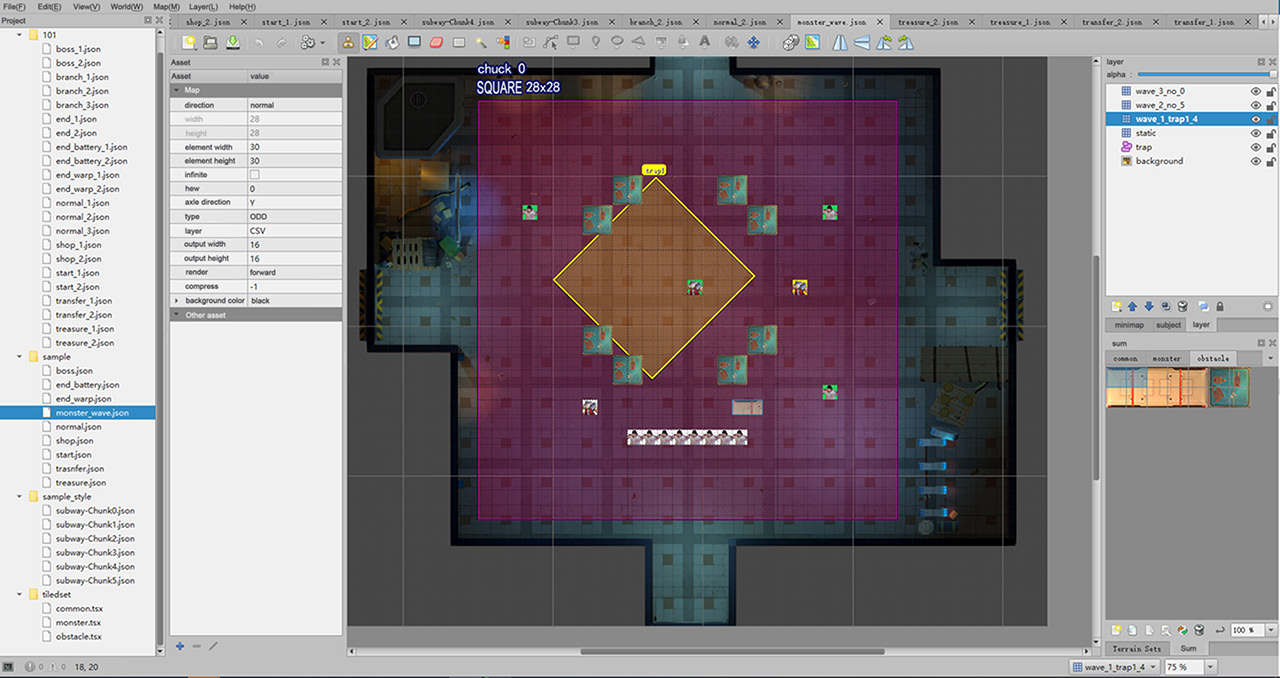 File(F) Edit(E) View(V) World(W) Map(M) Layer(L) Help(H)
Project
101
boss_1.json
boss_2.json
branch_1.json
branch_2.json
branch_3.json
end_1.json
end_2.json
end_battery_1.json
end_battery_2.json
end_warp_1.json
end_warp_2.json
normal_1.json
normal_2.json
normal_3.json
shop_1.json
shop_2.json
start_1.json
start_2.json
transfer_1.json
transfer_2.json
treasure_1.json
treasure_2.json
sample
boss.json
end_battery.json
end_warp.json
monster_wave.json
normal.json
shop.json
start.json
trasnfer.json
treasure.json
sample_style
subway-Chunk0.json
subway-Chunk1.json
subway-Chunk2.json
subway-Chunk3.json
subway-Chunk4.json
subway-Chunk5.json
tiledset
common.tsx
monster.tsx
obstacle.tsx
0 0 18, 20
shop_2.json start_1.json start_2.json subway-Chunk4.json subway-Chunk3.json branch_2.json normal_2.json monster_wave.json treasure_2.json treasure_1.json transfer_2.json transfer_1.json
Asset
Asset value
Map
direction normal
width 28
height 28
element width 30
element height 30
infinite
hew 0
axle direction Y
type ODD
layer CSV
output width 16
output height 16
render forward
compress -1
background color black
Other asset
chuck 0
SQUARE 28x28
trap1
layer
alpha :
wave_3_no_0
wave_2_no_5
wave_1_trap1_4
static
trap
background
minimap subject layer
sum
common monster obstacle
100 %
Terrain Sets Sum
wave_1_trap1_4 75 %